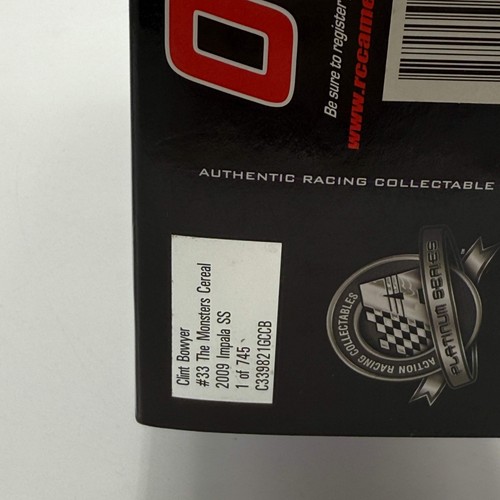 O
Be sure to register
www.rccame
AUTHENTIC RACING COLLECTABLE
Clint Bowyer
#33 The Monsters Cereal
2009 Impala SS
1 of 745
C339821GCCB
ACTION RACING COLLECTABLES
PLATINUM SERIES